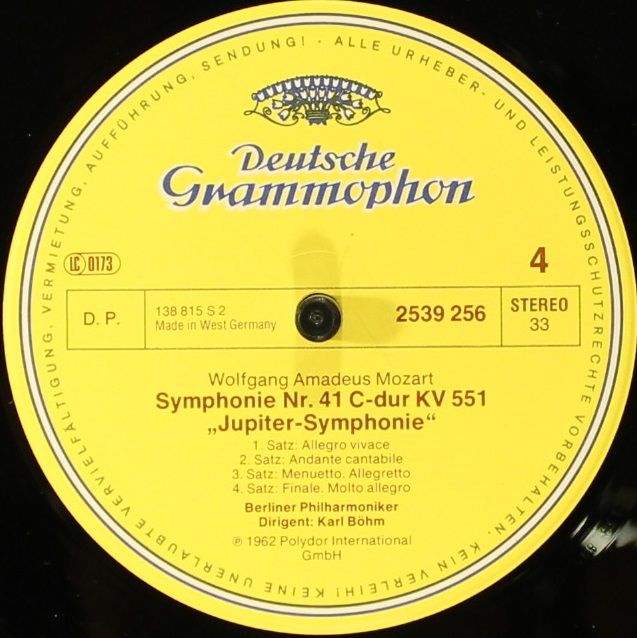 KEINE UNERLAUBTE VERVIELFÄLTIGUNG, VERMIETUNG, AUFFÜHRUNG, SENDUNG! · ALLE URHEBER- UND LEISTUNGSSCHUTZRECHTE VORBEHALTEN. KEIN VERLEIH!
Deutsche
Grammophon
LC 0173
4
D. P.
138 815 S 2
Made in West Germany
2539 256
STEREO
33
Wolfgang Amadeus Mozart
Symphonie Nr. 41 C-dur KV 551
„Jupiter-Symphonie“
1. Satz: Allegro vivace
2. Satz: Andante cantabile
3. Satz: Menuetto. Allegretto
4. Satz: Finale. Molto allegro
Berliner Philharmoniker
Dirigent: Karl Böhm
℗ 1962 Polydor International
GmbH